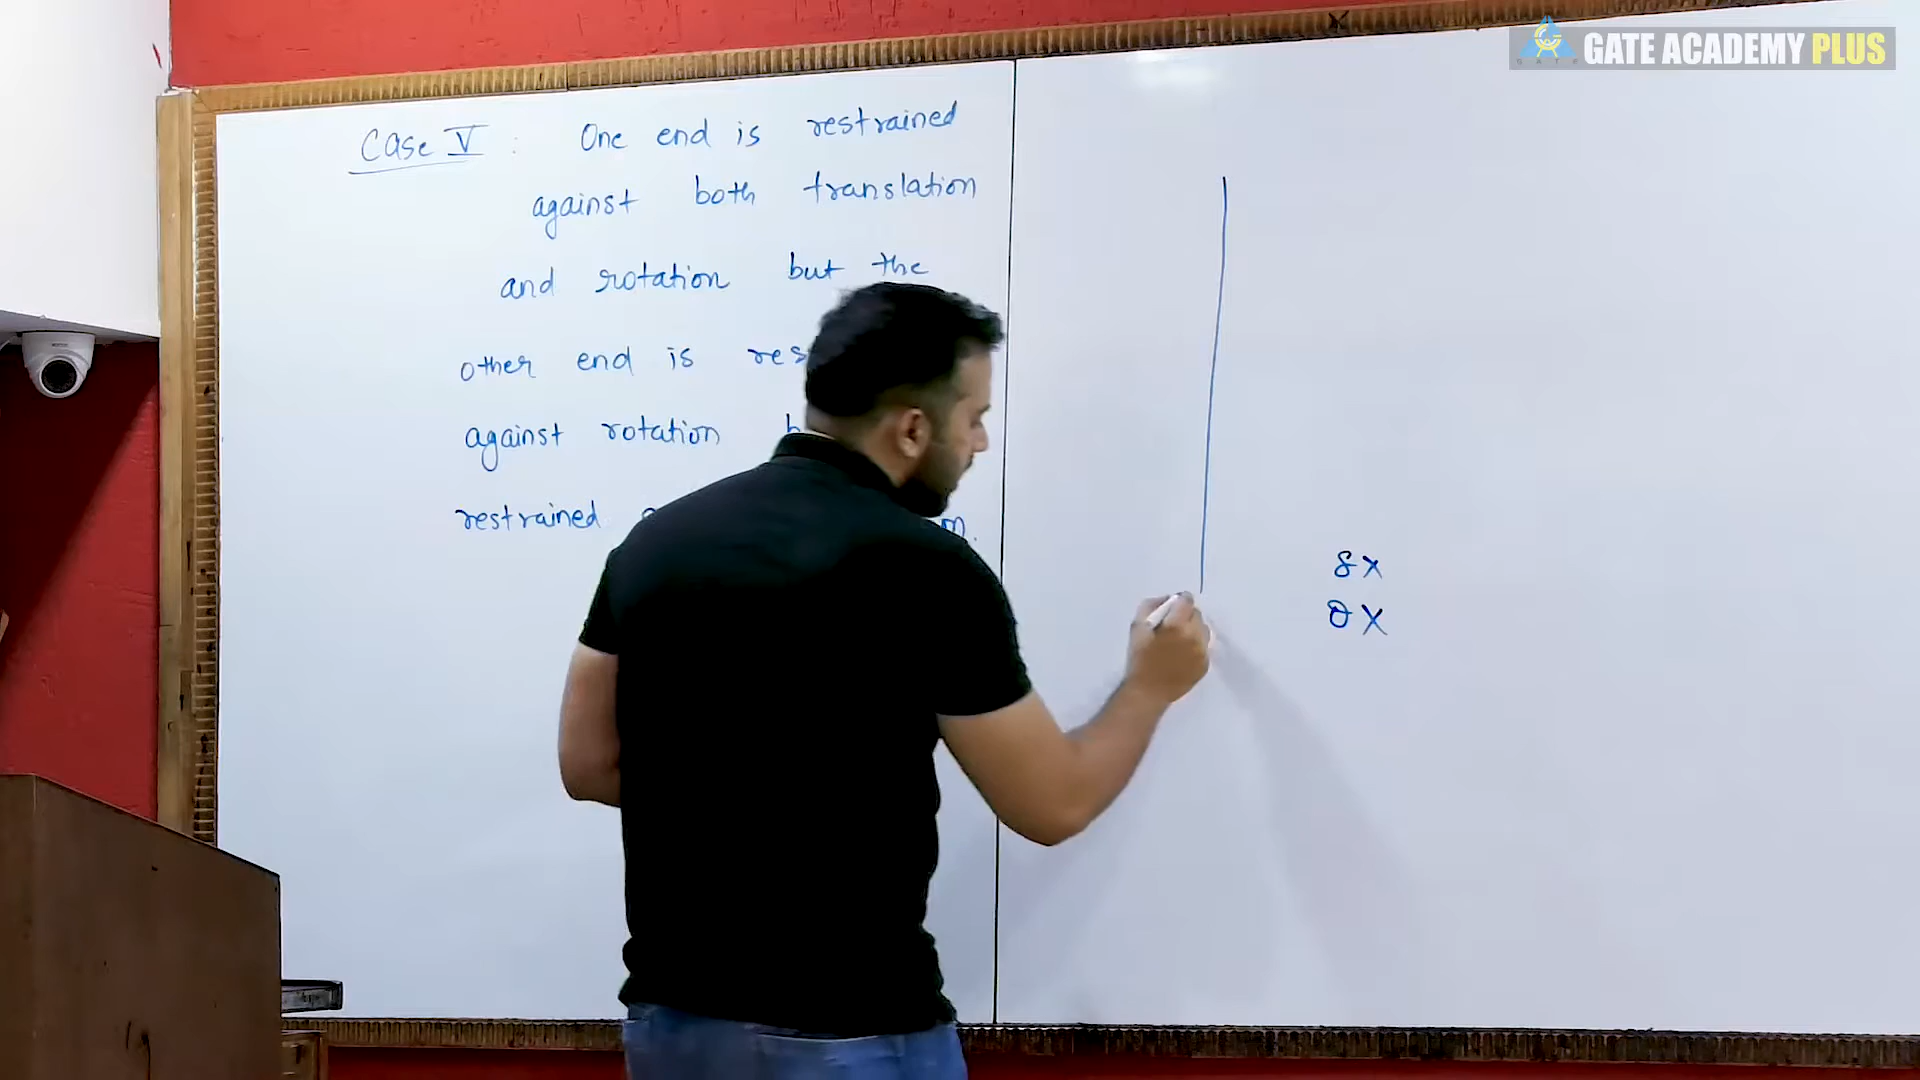 GATE ACADEMY PLUS
Case V : One end is restrained
against both translation
and rotation but the
other end is
against rotation
restrained
δ x
θ x